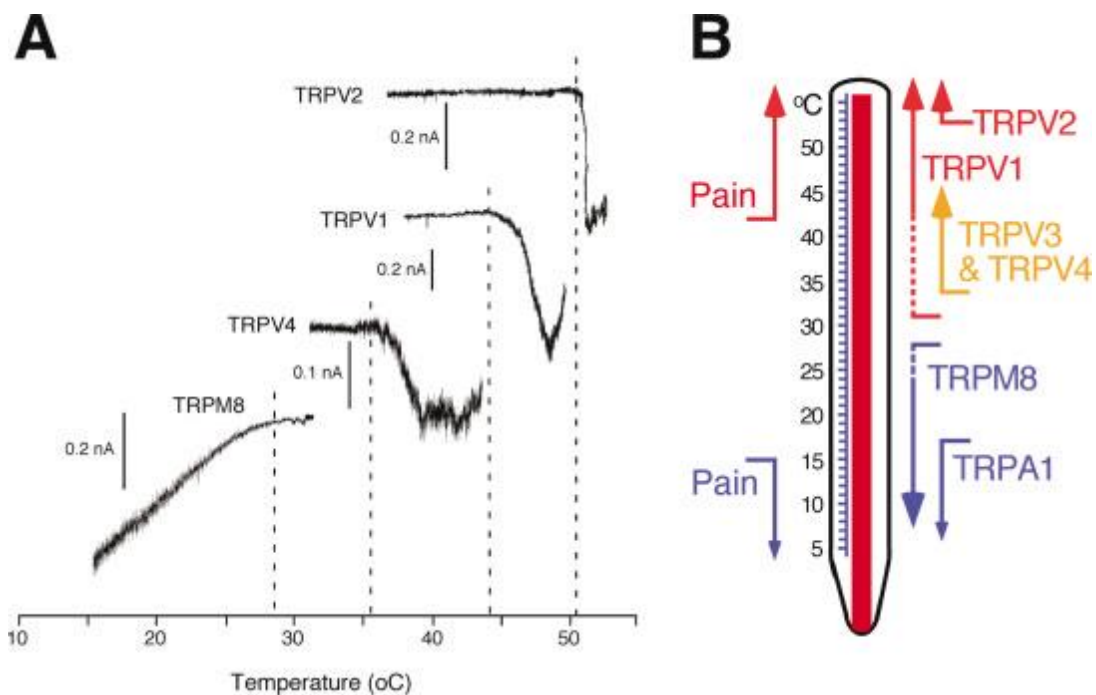 A
TRPV2
0.2 nA
TRPV1
0.2 nA
TRPV4
0.1 nA
TRPM8
0.2 nA
10 20 30 40 50
Temperature (oC)
B
oC
50
45
40
35
30
25
20
15
10
5
Pain
Pain
TRPV2
TRPV1
TRPV3
& TRPV4
TRPM8
TRPA1